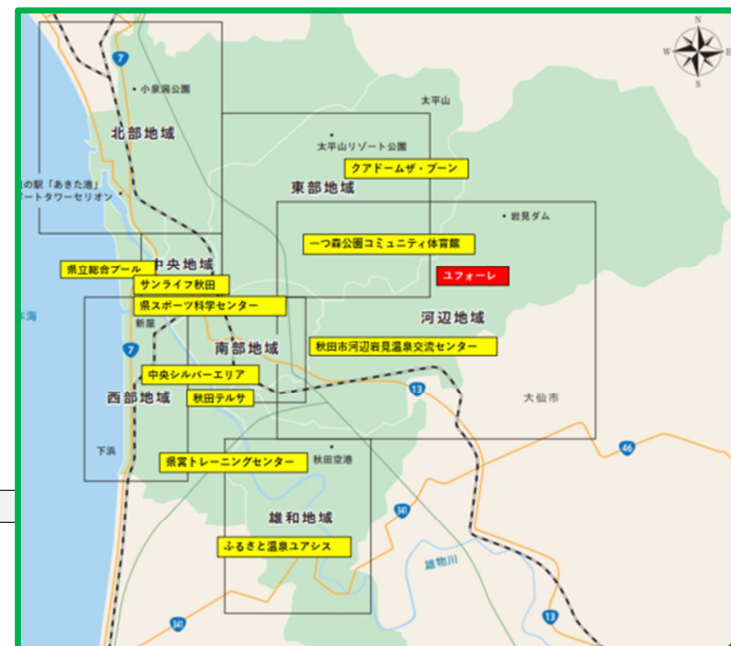 N
W
E
S
7
・小泉潟公園
太平山
北部地域
太平山リゾート公園
クアドームザ・ブーン
東部地域
の駅「あきた港」
ートタワーセリオン
・岩見ダム
一つ森公園コミュニティ体育館
中央地域
県立総合プール
ユフォーレ
サンライフ秋田
県スポーツ科学センター
本海
新屋
河辺地域
7
南部地域
秋田市河辺岩見温泉交流センター
中央シルバーエリア
13
西部地域
秋田テルサ
大仙市
下浜
46
県営トレーニングセンター
秋田空港
341
雄和地域
ふるさと温泉ユアシス
雄物川
13
341